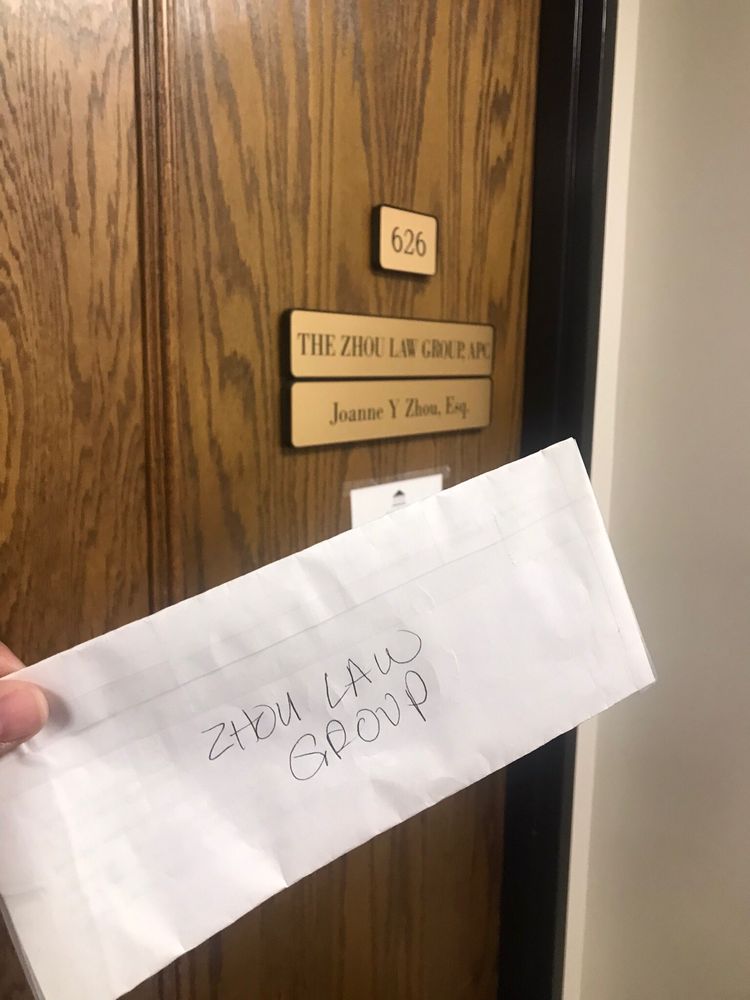 626
THE ZHOU LAW GROUP, APC
Joanne Y Zhou, Esq.
ZHOU LAW
GROUP